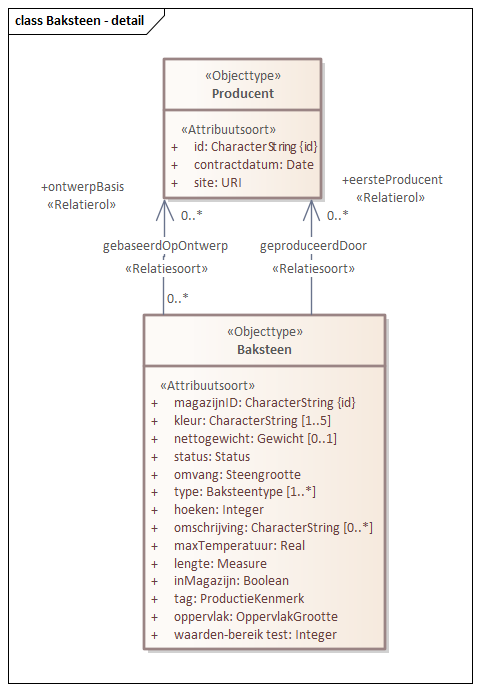 class Baksteen - detail
«Objecttype»
Producent
«Attribuutsoort»
+ id: CharacterString {id}
+ contractdatum: Date
+ site: URI
+ontwerpBasis
«Relatierol»
0..*
+eersteProducent
«Relatierol»
0..*
gebaseerdOpOntwerp
«Relatiesoort»
geproduceerdDoor
«Relatiesoort»
0..*
«Objecttype»
Baksteen
«Attribuutsoort»
+ magazijnID: CharacterString {id}
+ kleur: CharacterString [1..5]
+ nettogewicht: Gewicht [0..1]
+ status: Status
+ omvang: Steengrootte
+ type: Baksteentype [1..*]
+ hoeken: Integer
+ omschrijving: CharacterString [0..*]
+ maxTemperatuur: Real
+ lengte: Measure
+ inMagazijn: Boolean
+ tag: ProductieKenmerk
+ oppervlak: OppervlakGrootte
+ waarden-bereik test: Integer